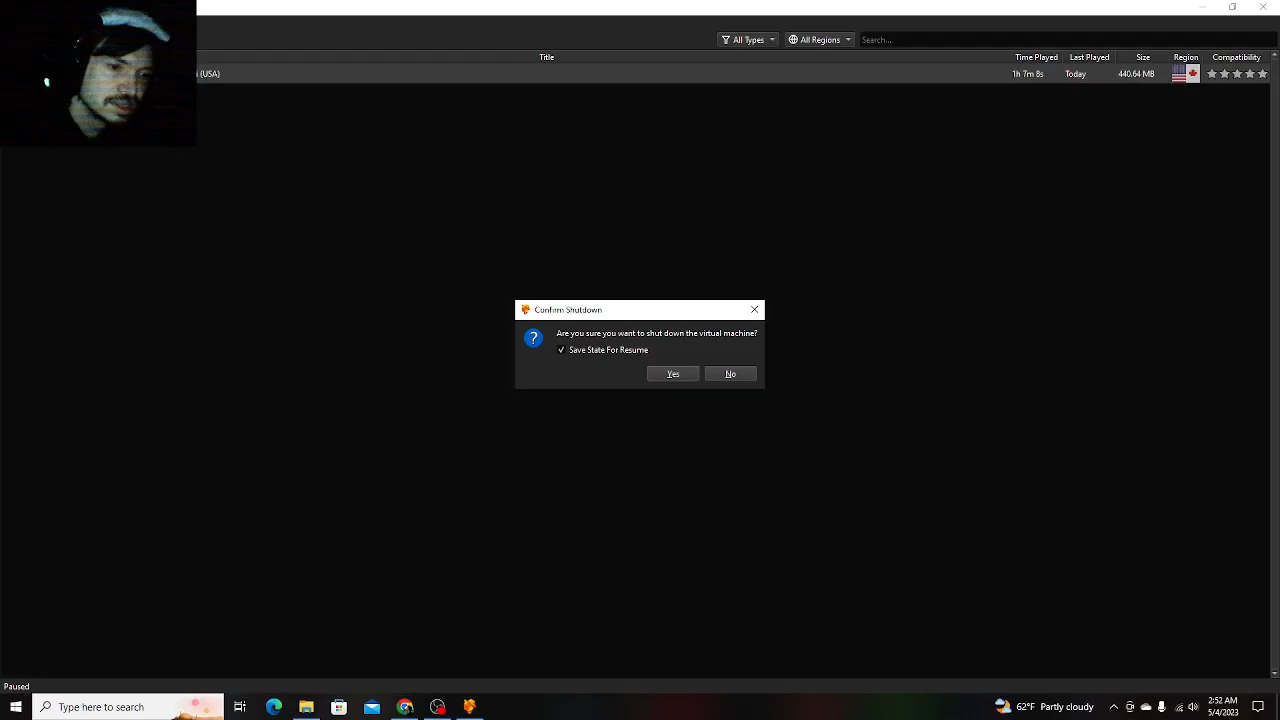 All Types
All Regions
Search...
Title
Time Played
Last Played
Size
Region
Compatibility
(USA)
1h 7m 8s
Today
440.64 MB
Confirm Shutdown
Are you sure you want to shut down the virtual machine?
Save State For Resume
Yes
No
Paused
Type here to search
62°F Partly cloudy
2:52 AM
5/4/2023